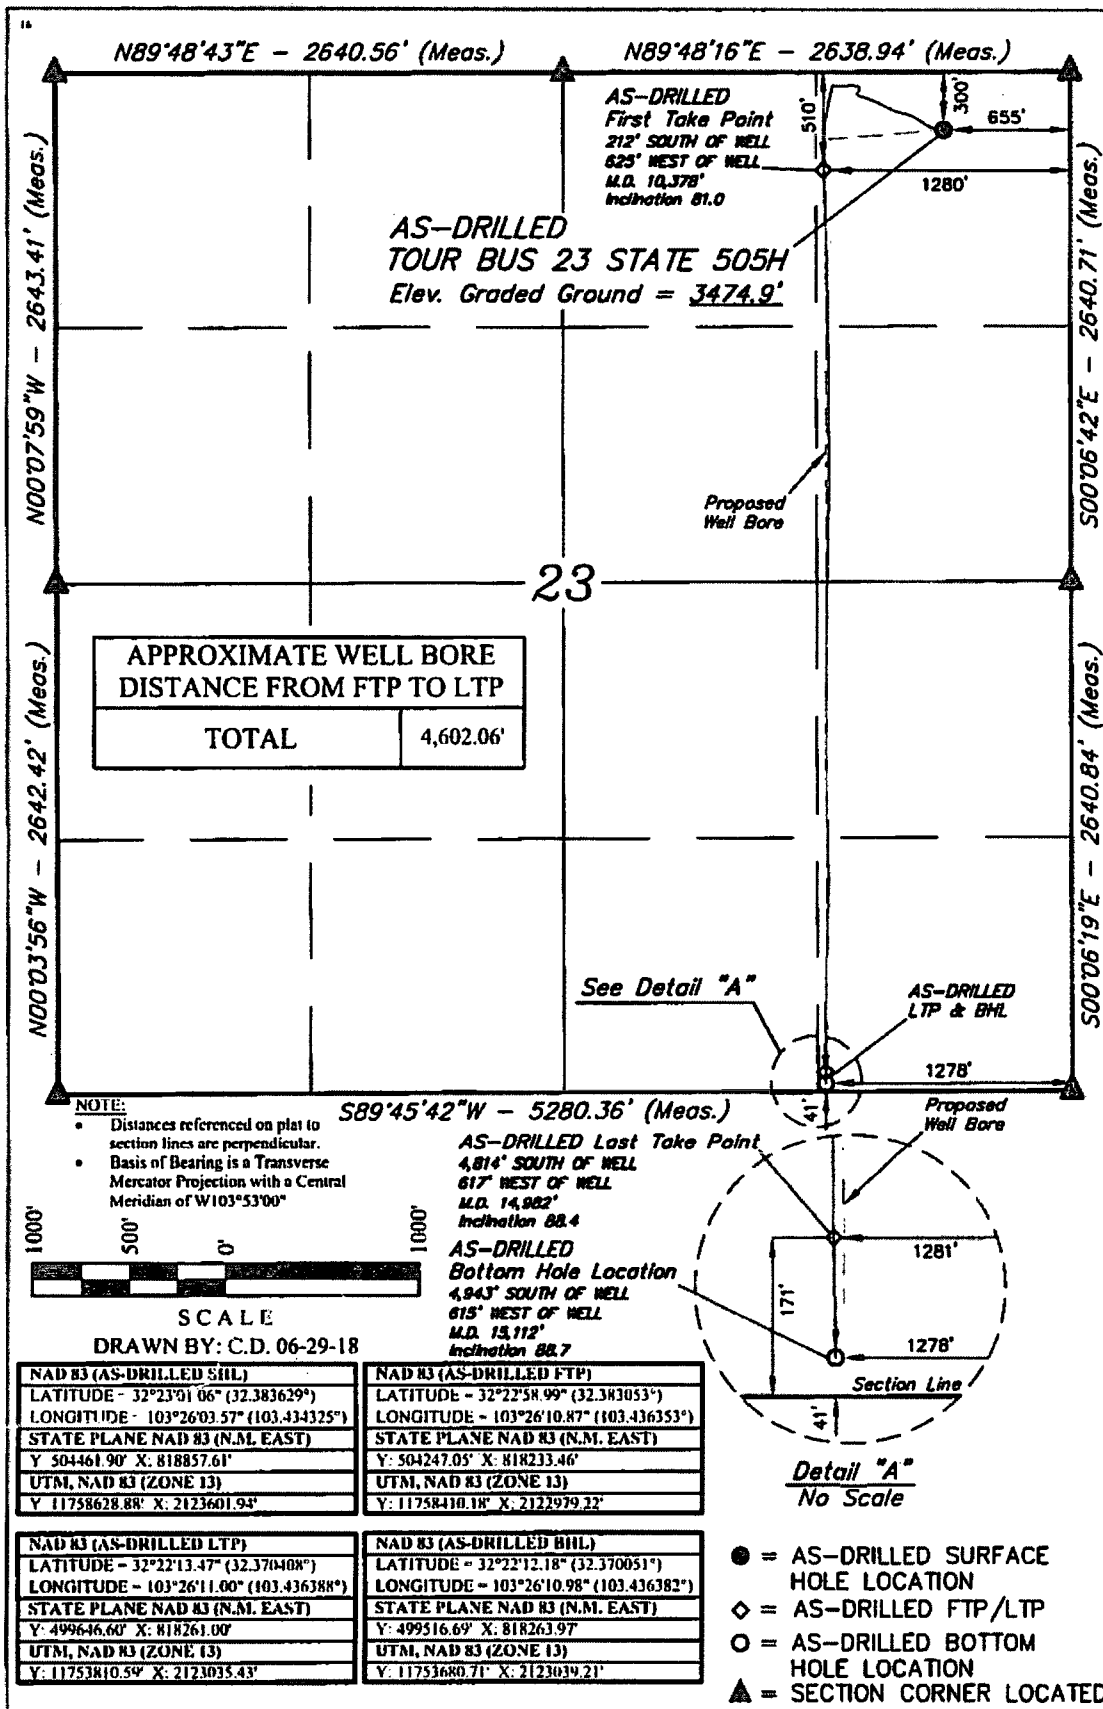 N89°48'43"E - 2640.56' (Meas.)
N89°48'16"E - 2638.94' (Meas.)
AS-DRILLED
First Take Point
212' SOUTH OF WELL
625' WEST OF WELL
M.D. 10,378'
Inclination 81.0
510'
300'
655'
1280'
AS-DRILLED
TOUR BUS 23 STATE 505H
Elev. Graded Ground = 3474.9'
N00°07'59"W - 2643.41' (Meas.)
S00°06'42"E - 2640.71' (Meas.)
Proposed
Well Bore
23
APPROXIMATE WELL BORE
DISTANCE FROM FTP TO LTP
TOTAL 4,602.06'
N00°03'56"W - 2642.42' (Meas.)
S00°06'19"E - 2640.84' (Meas.)
See Detail "A"
AS-DRILLED
LTP & BHL
1278'
41'
S89°45'42"W - 5280.36' (Meas.)
Proposed
Well Bore
NOTE:
• Distances referenced on plat to
section lines are perpendicular.
• Basis of Bearing is a Transverse
Mercator Projection with a Central
Meridian of W103°53'00"
AS-DRILLED Last Take Point
4,814' SOUTH OF WELL
617' WEST OF WELL
M.D. 14,982'
Inclination 88.4
AS-DRILLED
Bottom Hole Location
4,943' SOUTH OF WELL
615' WEST OF WELL
M.D. 15,112'
Inclination 88.7
1000' 500' 0' 1000'
SCALE
DRAWN BY: C.D. 06-29-18
1281'
171'
1278'
Section Line
41'
Detail "A"
No Scale
NAD 83 (AS-DRILLED SHL)
LATITUDE - 32°23'01.06" (32.383629°)
LONGITUDE - 103°26'03.57" (103.434325°)
STATE PLANE NAD 83 (N.M. EAST)
Y 504461.90' X: 818857.61'
UTM, NAD 83 (ZONE 13)
Y 11758628.88' X: 2123601.94'
NAD 83 (AS-DRILLED FTP)
LATITUDE = 32°22'58.99" (32.383053°)
LONGITUDE = 103°26'10.87" (103.436353°)
STATE PLANE NAD 83 (N.M. EAST)
Y: 504247.05' X: 818233.46'
UTM, NAD 83 (ZONE 13)
Y: 11758410.18' X: 2122979.22'
NAD 83 (AS-DRILLED LTP)
LATITUDE = 32°22'13.47" (32.370408°)
LONGITUDE = 103°26'11.00" (103.436388°)
STATE PLANE NAD 83 (N.M. EAST)
Y: 499646.60' X: 818261.00'
UTM, NAD 83 (ZONE 13)
Y: 11753810.59' X: 2123035.43'
NAD 83 (AS-DRILLED BHL)
LATITUDE = 32°22'12.18" (32.370051°)
LONGITUDE = 103°26'10.98" (103.436382°)
STATE PLANE NAD 83 (N.M. EAST)
Y: 499516.69' X: 818263.97'
UTM, NAD 83 (ZONE 13)
Y: 11753680.71' X: 2123039.21'
● = AS-DRILLED SURFACE
HOLE LOCATION
◇ = AS-DRILLED FTP/LTP
○ = AS-DRILLED BOTTOM
HOLE LOCATION
▲ = SECTION CORNER LOCATED